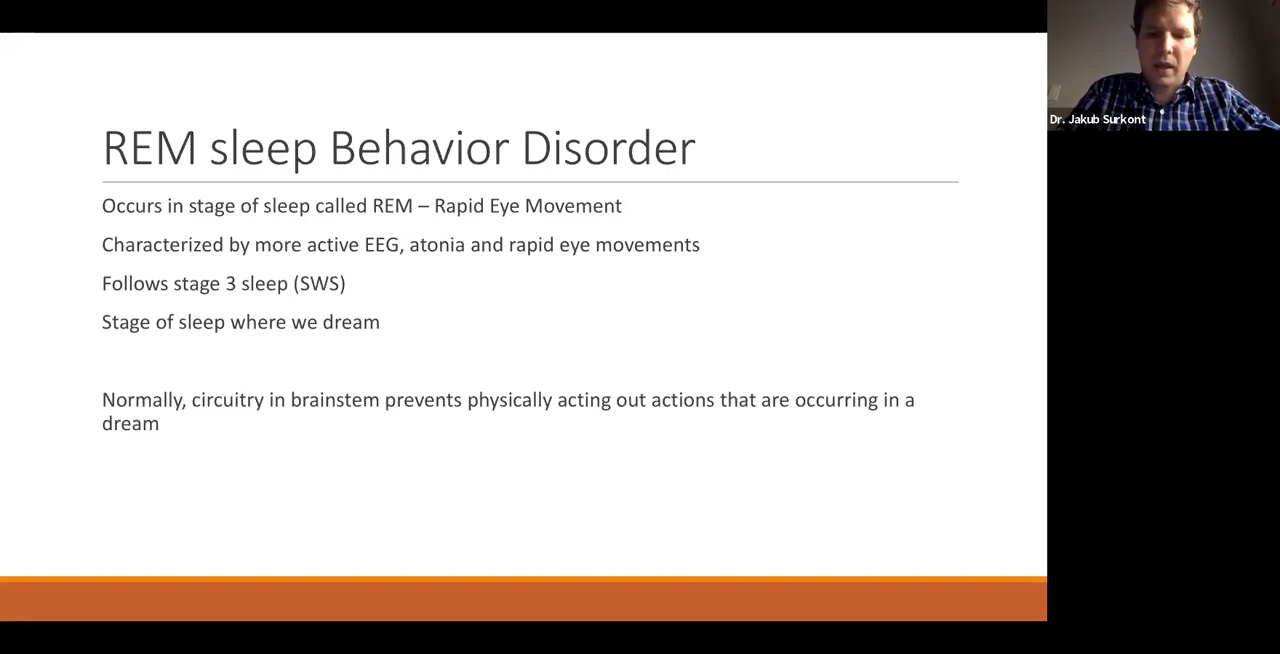 REM sleep Behavior Disorder
Occurs in stage of sleep called REM – Rapid Eye Movement
Characterized by more active EEG, atonia and rapid eye movements
Follows stage 3 sleep (SWS)
Stage of sleep where we dream
Normally, circuitry in brainstem prevents physically acting out actions that are occurring in a
dream
Dr. Jakub Surkont